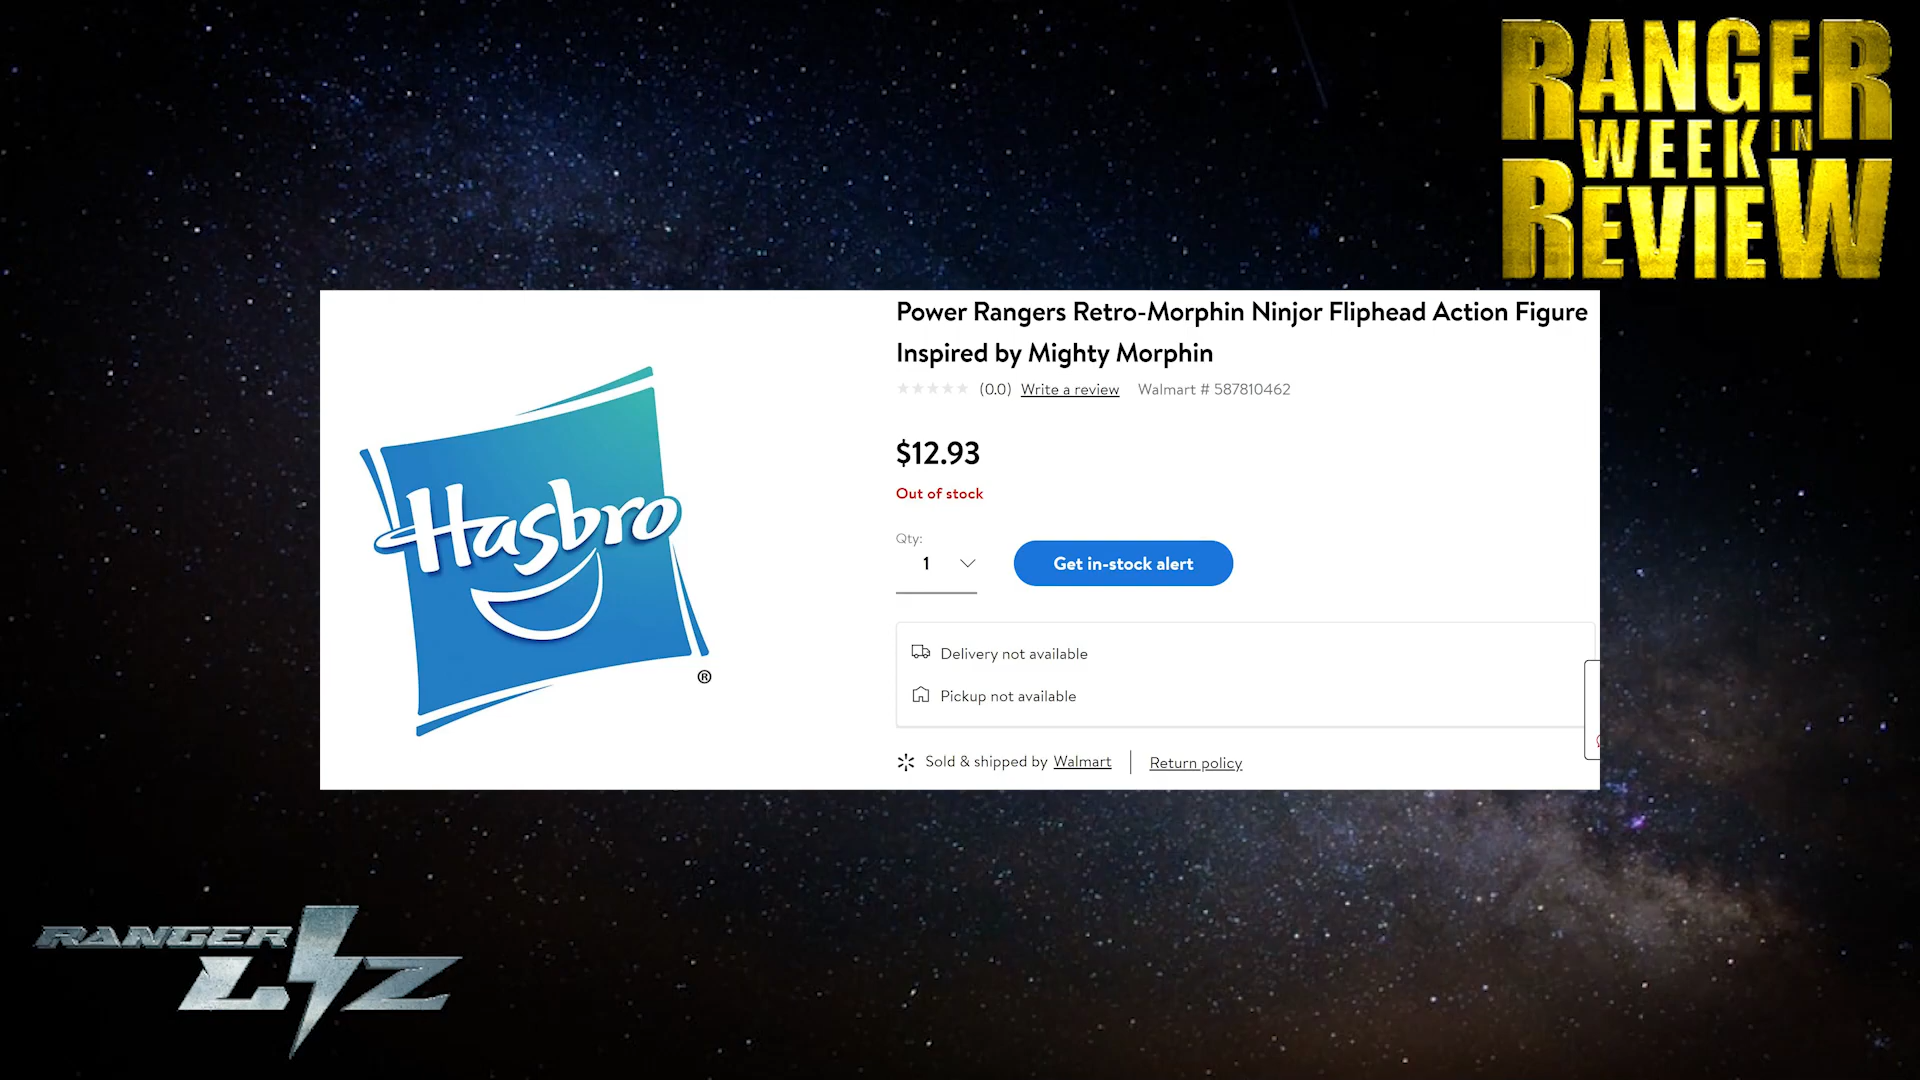 RANGER
WEEK IN
REVIEW
Power Rangers Retro-Morphin Ninjor Fliphead Action Figure
Inspired by Mighty Morphin
(0.0) Write a review Walmart # 587810462
$12.93
Out of stock
Qty:
1
Get in-stock alert
Delivery not available
Pickup not available
Sold & shipped by Walmart | Return policy
Hasbro
®
RANGER
LIZ